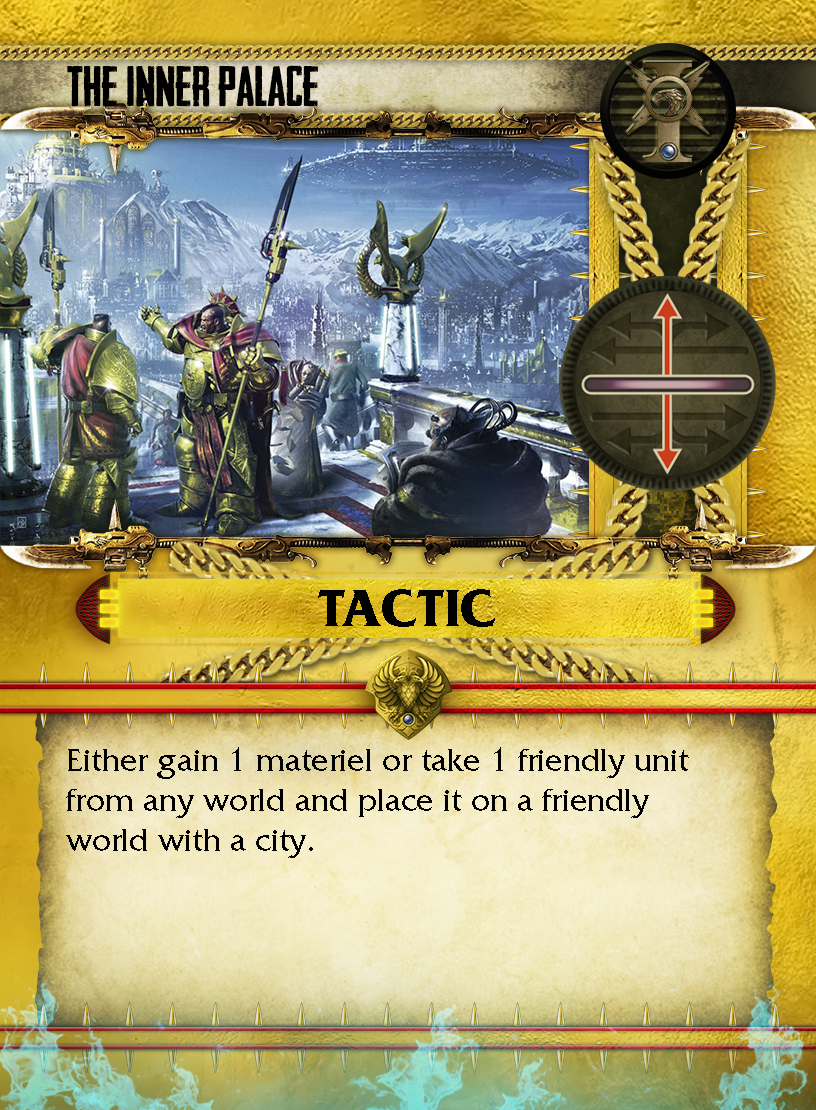 THE INNER PALACE
TACTIC
Either gain 1 materiel or take 1 friendly unit
from any world and place it on a friendly
world with a city.